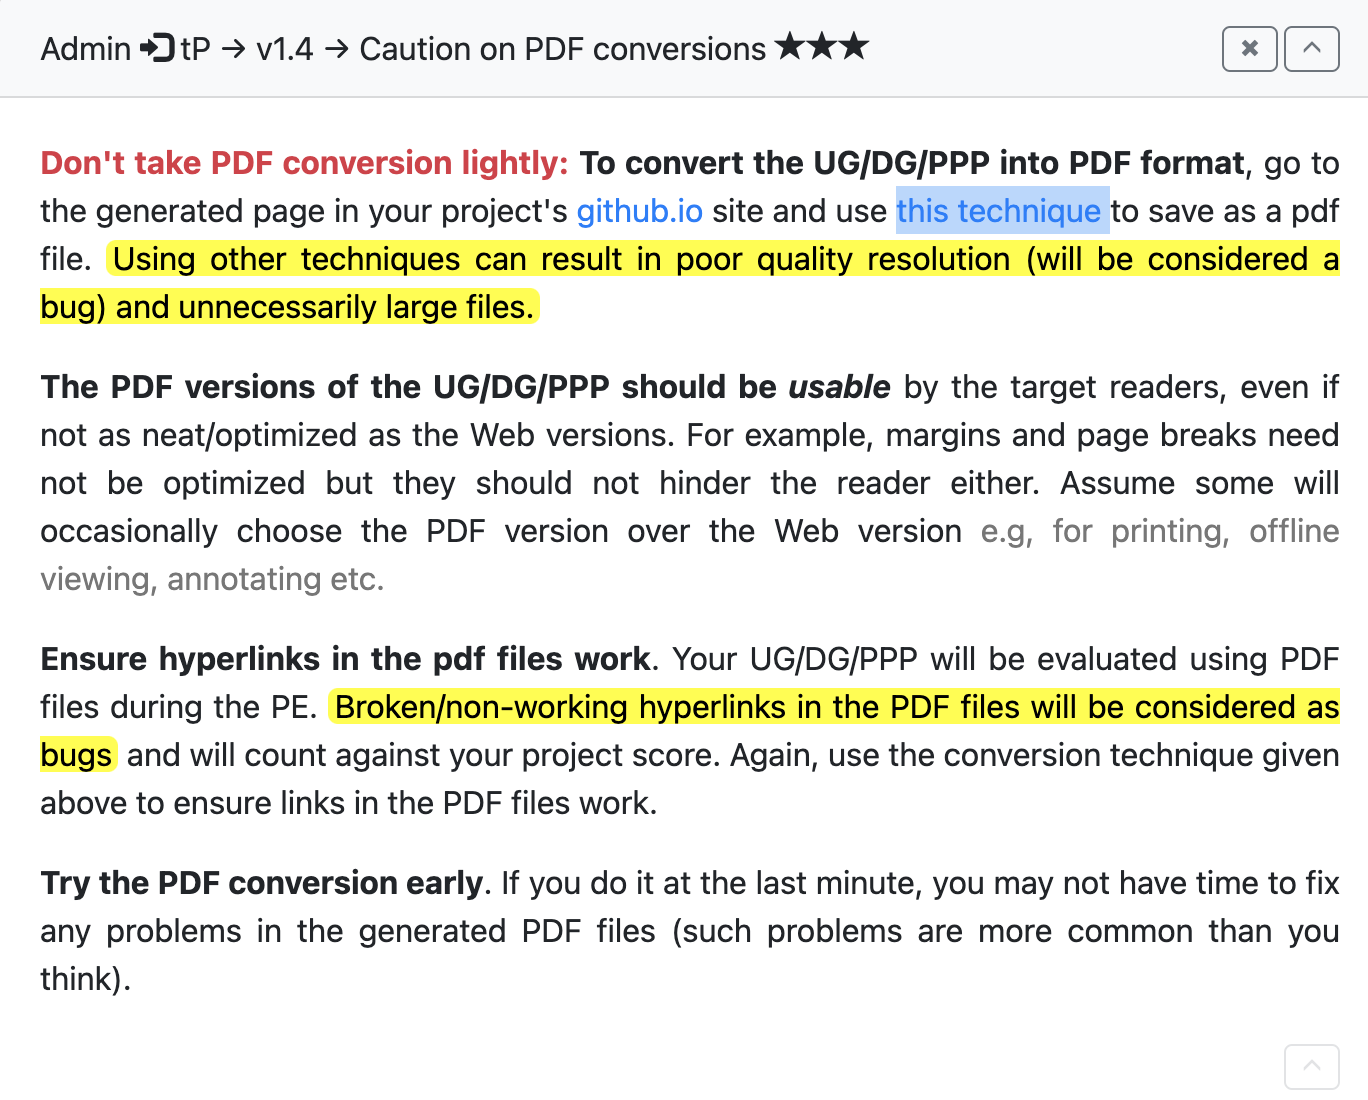 Admin tP → v1.4 → Caution on PDF conversions ★★★
Don't take PDF conversion lightly: To convert the UG/DG/PPP into PDF format, go to
the generated page in your project's github.io site and use this technique to save as a pdf
file. Using other techniques can result in poor quality resolution (will be considered a
bug) and unnecessarily large files.
The PDF versions of the UG/DG/PPP should be usable by the target readers, even if
not as neat/optimized as the Web versions. For example, margins and page breaks need
not be optimized but they should not hinder the reader either. Assume some will
occasionally choose the PDF version over the Web version e.g, for printing, offline
viewing, annotating etc.
Ensure hyperlinks in the pdf files work. Your UG/DG/PPP will be evaluated using PDF
files during the PE. Broken/non-working hyperlinks in the PDF files will be considered as
bugs and will count against your project score. Again, use the conversion technique given
above to ensure links in the PDF files work.
Try the PDF conversion early. If you do it at the last minute, you may not have time to fix
any problems in the generated PDF files (such problems are more common than you
think).